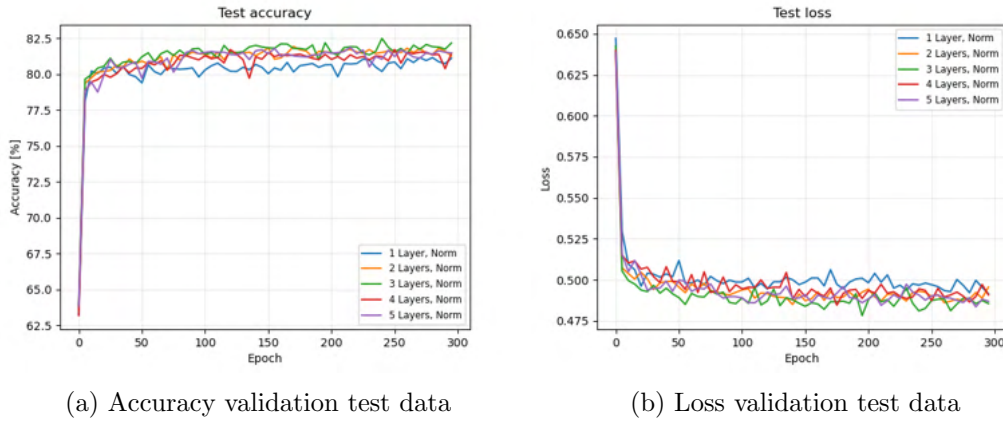 Test accuracy
82.5
80.0
77.5
75.0
72.5
70.0
67.5
65.0
62.5
Accuracy [%]
0 50 100 150 200 250 300
Epoch
1 Layer, Norm
2 Layers, Norm
3 Layers, Norm
4 Layers, Norm
5 Layers, Norm
(a) Accuracy validation test data
Test loss
0.650
0.625
0.600
0.575
0.550
0.525
0.500
0.475
Loss
0 50 100 150 200 250 300
Epoch
1 Layer, Norm
2 Layers, Norm
3 Layers, Norm
4 Layers, Norm
5 Layers, Norm
(b) Loss validation test data